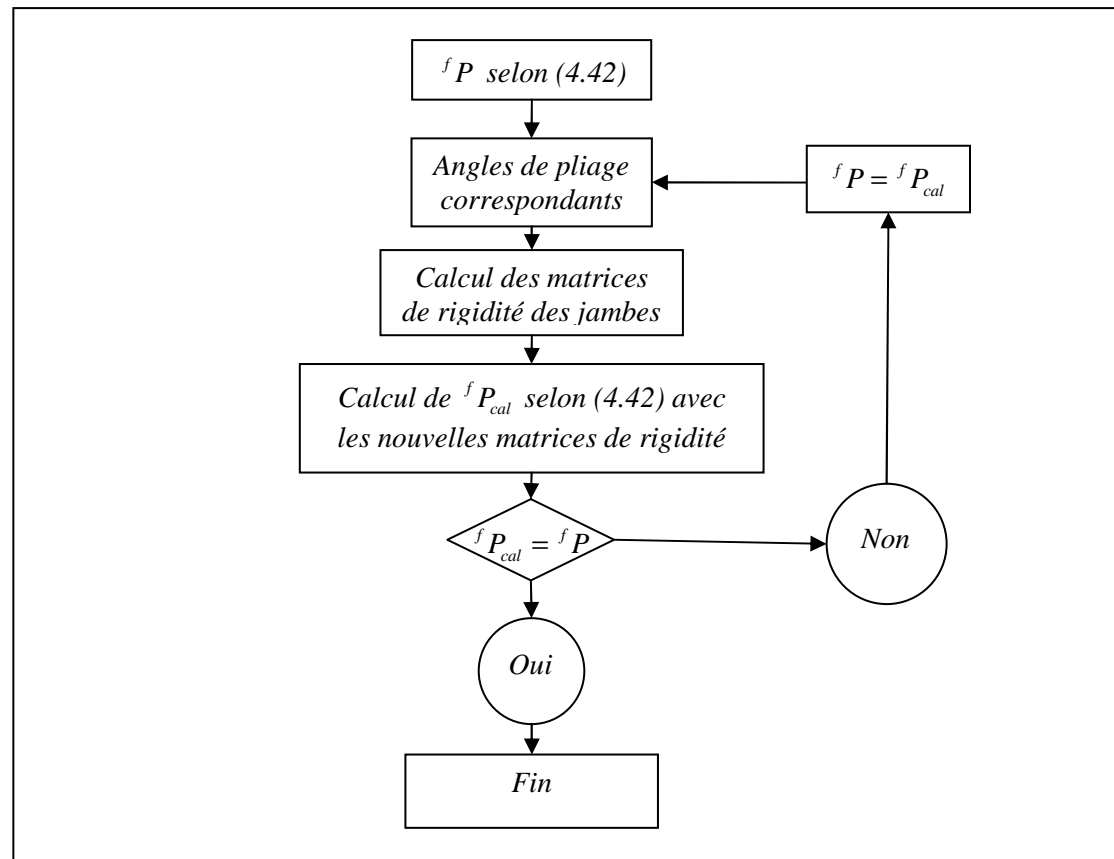 ᶠP selon (4.42)
Angles de pliage
correspondants
ᶠP = ᶠP_cal
Calcul des matrices
de rigidité des jambes
Calcul de ᶠP_cal selon (4.42) avec
les nouvelles matrices de rigidité
ᶠP_cal = ᶠP
Non
Oui
Fin